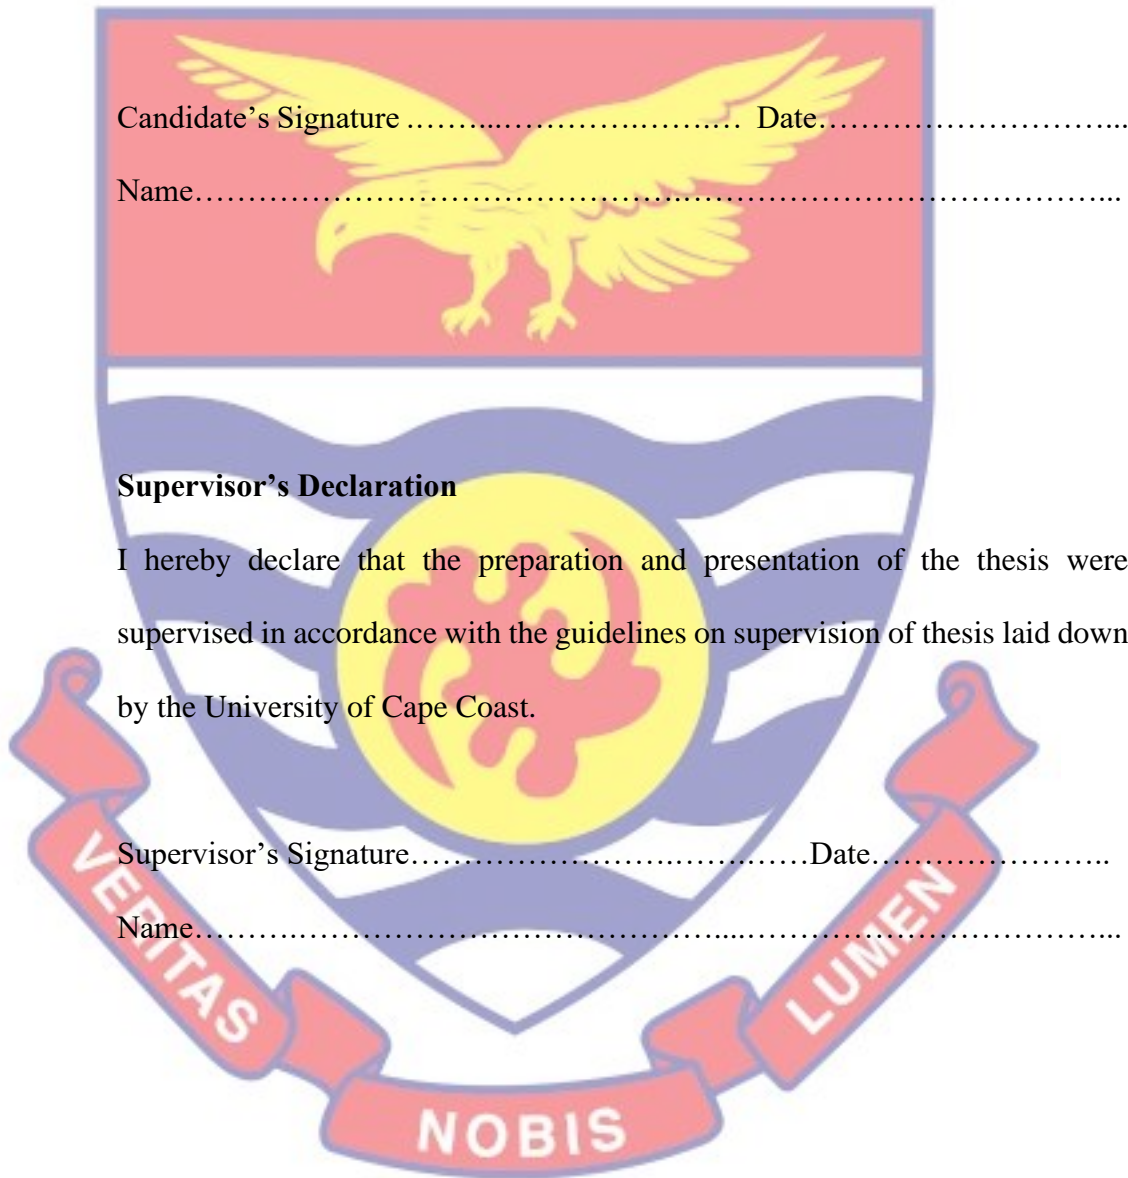 Candidate’s Signature ………...………….…….… Date………………………...
Name……………………………………….…………………………………...
Supervisor’s Declaration
I hereby declare that the preparation and presentation of the thesis were
supervised in accordance with the guidelines on supervision of thesis laid down
by the University of Cape Coast.
Supervisor’s Signature…………………….…………Date…………………..
Name……….…………………………………....……………………………...
VERITAS
NOBIS
LUMEN